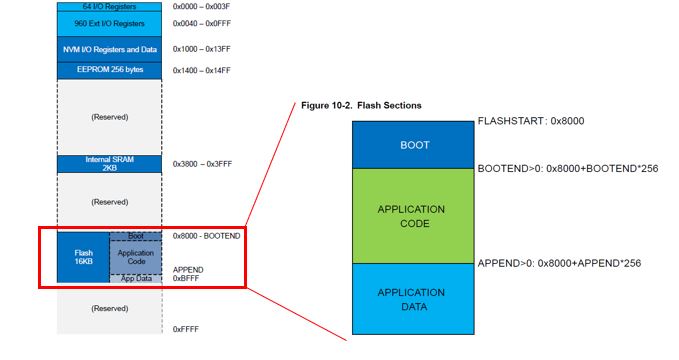 64 I/O Registers
0x0000 – 0x003F
960 Ext I/O Registers
0x0040 – 0x0FFF
NVM I/O Registers and Data
0x1000 – 0x13FF
EEPROM 256 bytes
0x1400 – 0x14FF
(Reserved)
Internal SRAM
2KB
0x3800 – 0x3FFF
(Reserved)
Flash
16KB
Boot
0x8000 - BOOTEND
Application
Code
APPEND
App Data
0xBFFF
(Reserved)
0xFFFF
Figure 10-2. Flash Sections
FLASHSTART: 0x8000
BOOT
BOOTEND>0: 0x8000+BOOTEND*256
APPLICATION
CODE
APPEND>0: 0x8000+APPEND*256
APPLICATION
DATA